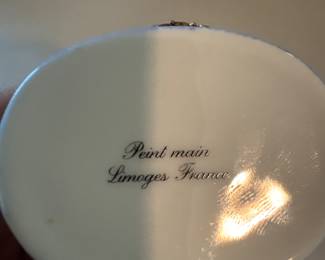 Peint main
Limoges France